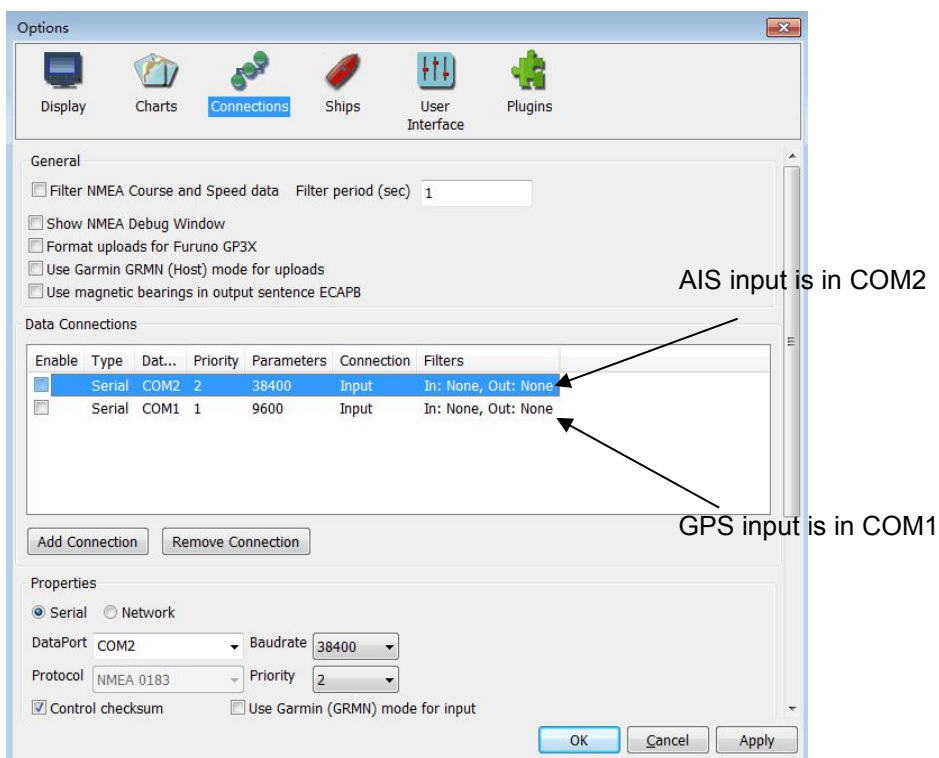 Options
Display Charts Connections Ships User Interface Plugins
General
Filter NMEA Course and Speed data Filter period (sec) 1
Show NMEA Debug Window
Format uploads for Furuno GP3X
Use Garmin GRMN (Host) mode for uploads
Use magnetic bearings in output sentence ECAPB
AIS input is in COM2
Data Connections
Enable Type Dat... Priority Parameters Connection Filters
Serial COM2 2 38400 Input In: None, Out: None
Serial COM1 1 9600 Input In: None, Out: None
GPS input is in COM1
Add Connection Remove Connection
Properties
Serial Network
DataPort COM2 Baudrate 38400
Protocol NMEA 0183 Priority 2
Control checksum Use Garmin (GRMN) mode for input
OK Cancel Apply